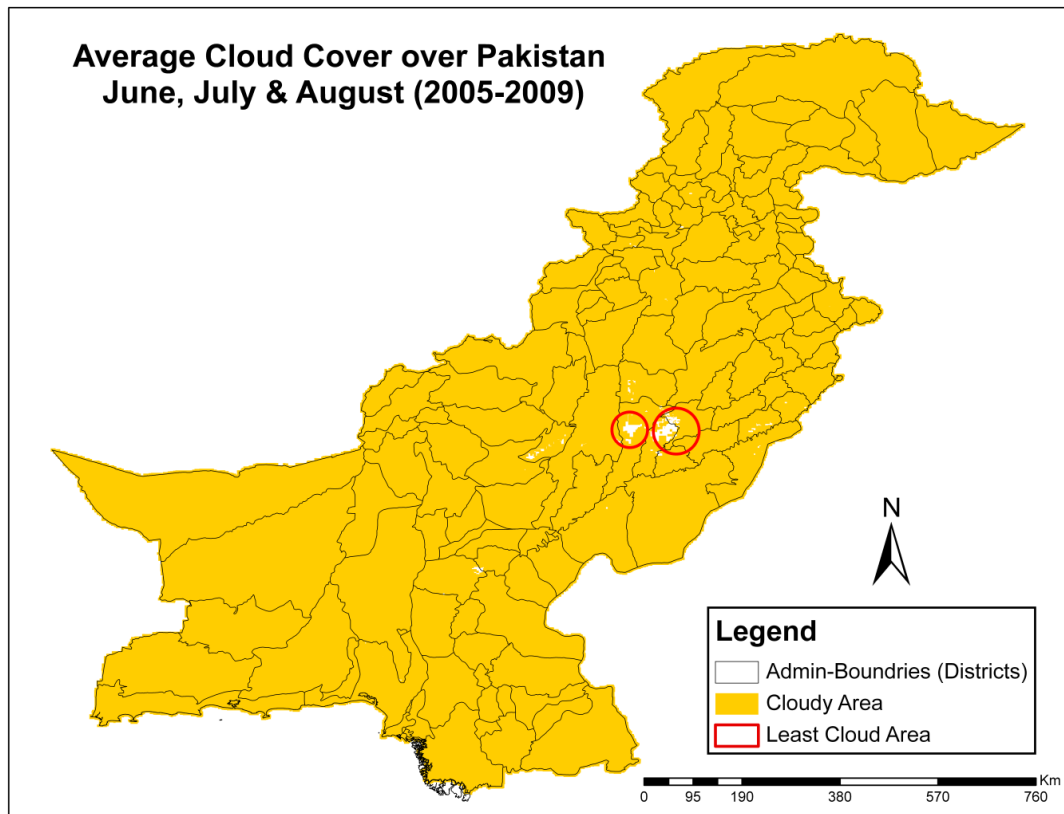 Average Cloud Cover over Pakistan
June, July & August (2005-2009)
N
Legend
Admin-Boundries (Districts)
Cloudy Area
Least Cloud Area
Km
0 95 190 380 570 760